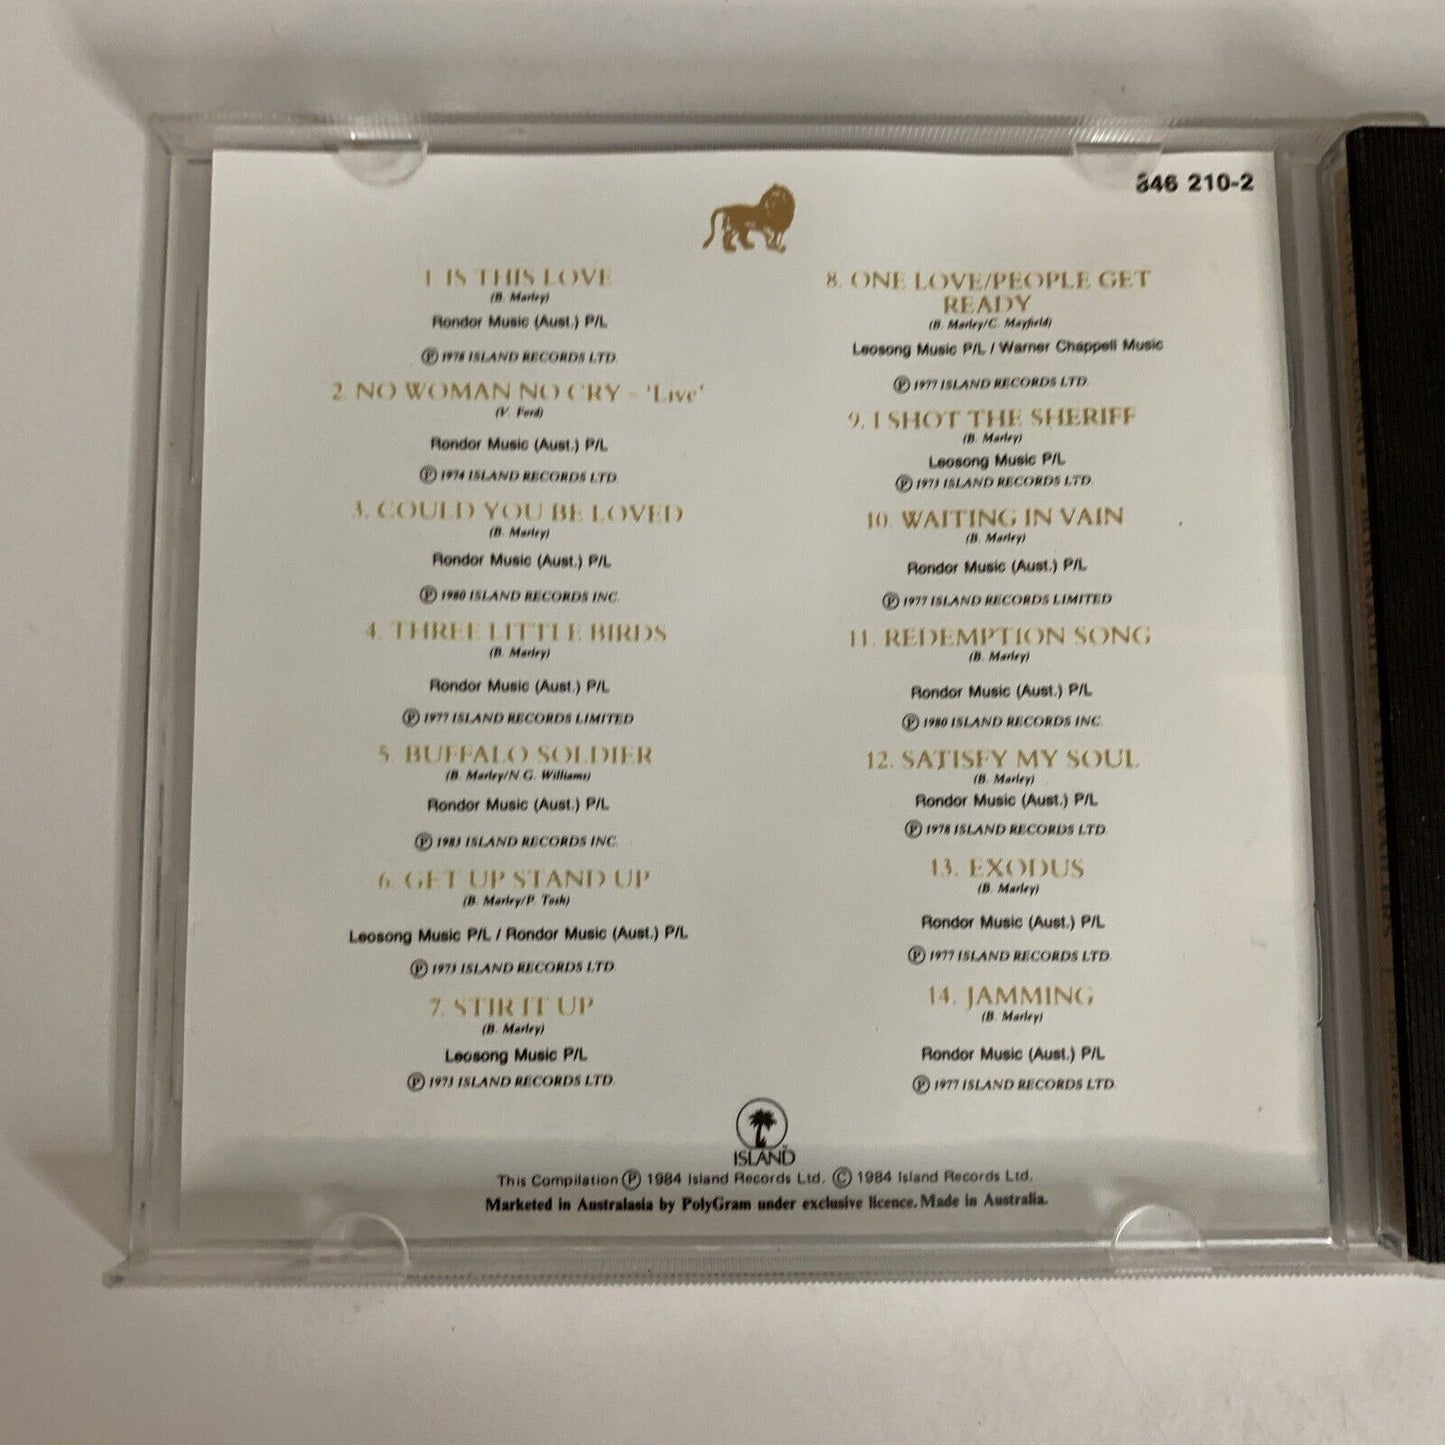 846 210-2
1. IS THIS LOVE
(B. Marley)
Rondor Music (Aust.) P/L
Ⓟ 1978 ISLAND RECORDS LTD.
2. NO WOMAN NO CRY - 'Live'
(V. Ford)
Rondor Music (Aust.) P/L
Ⓟ 1974 ISLAND RECORDS LTD.
3. COULD YOU BE LOVED
(B. Marley)
Rondor Music (Aust.) P/L
Ⓟ 1980 ISLAND RECORDS INC.
4. THREE LITTLE BIRDS
(B. Marley)
Rondor Music (Aust.) P/L
Ⓟ 1977 ISLAND RECORDS LIMITED
5. BUFFALO SOLDIER
(B. Marley/N.G. Williams)
Rondor Music (Aust.) P/L
Ⓟ 1983 ISLAND RECORDS INC.
6. GET UP STAND UP
(B. Marley/P. Tosh)
Leosong Music P/L / Rondor Music (Aust.) P/L
Ⓟ 1973 ISLAND RECORDS LTD.
7. STIR IT UP
(B. Marley)
Leosong Music P/L
Ⓟ 1973 ISLAND RECORDS LTD.
8. ONE LOVE/PEOPLE GET
READY
(B. Marley/C. Mayfield)
Leosong Music P/L / Warner Chappell Music
Ⓟ 1977 ISLAND RECORDS LTD.
9. I SHOT THE SHERIFF
(B. Marley)
Leosong Music P/L
Ⓟ 1973 ISLAND RECORDS LTD.
10. WAITING IN VAIN
(B. Marley)
Rondor Music (Aust.) P/L
Ⓟ 1977 ISLAND RECORDS LIMITED
11. REDEMPTION SONG
(B. Marley)
Rondor Music (Aust.) P/L
Ⓟ 1980 ISLAND RECORDS INC.
12. SATISFY MY SOUL
(B. Marley)
Rondor Music (Aust.) P/L
Ⓟ 1978 ISLAND RECORDS LTD.
13. EXODUS
(B. Marley)
Rondor Music (Aust.) P/L
Ⓟ 1977 ISLAND RECORDS LTD.
14. JAMMING
(B. Marley)
Rondor Music (Aust.) P/L
Ⓟ 1977 ISLAND RECORDS LTD.
ISLAND
This Compilation Ⓟ 1984 Island Records Ltd. © 1984 Island Records Ltd.
Marketed in Australasia by PolyGram under exclusive licence. Made in Australia.